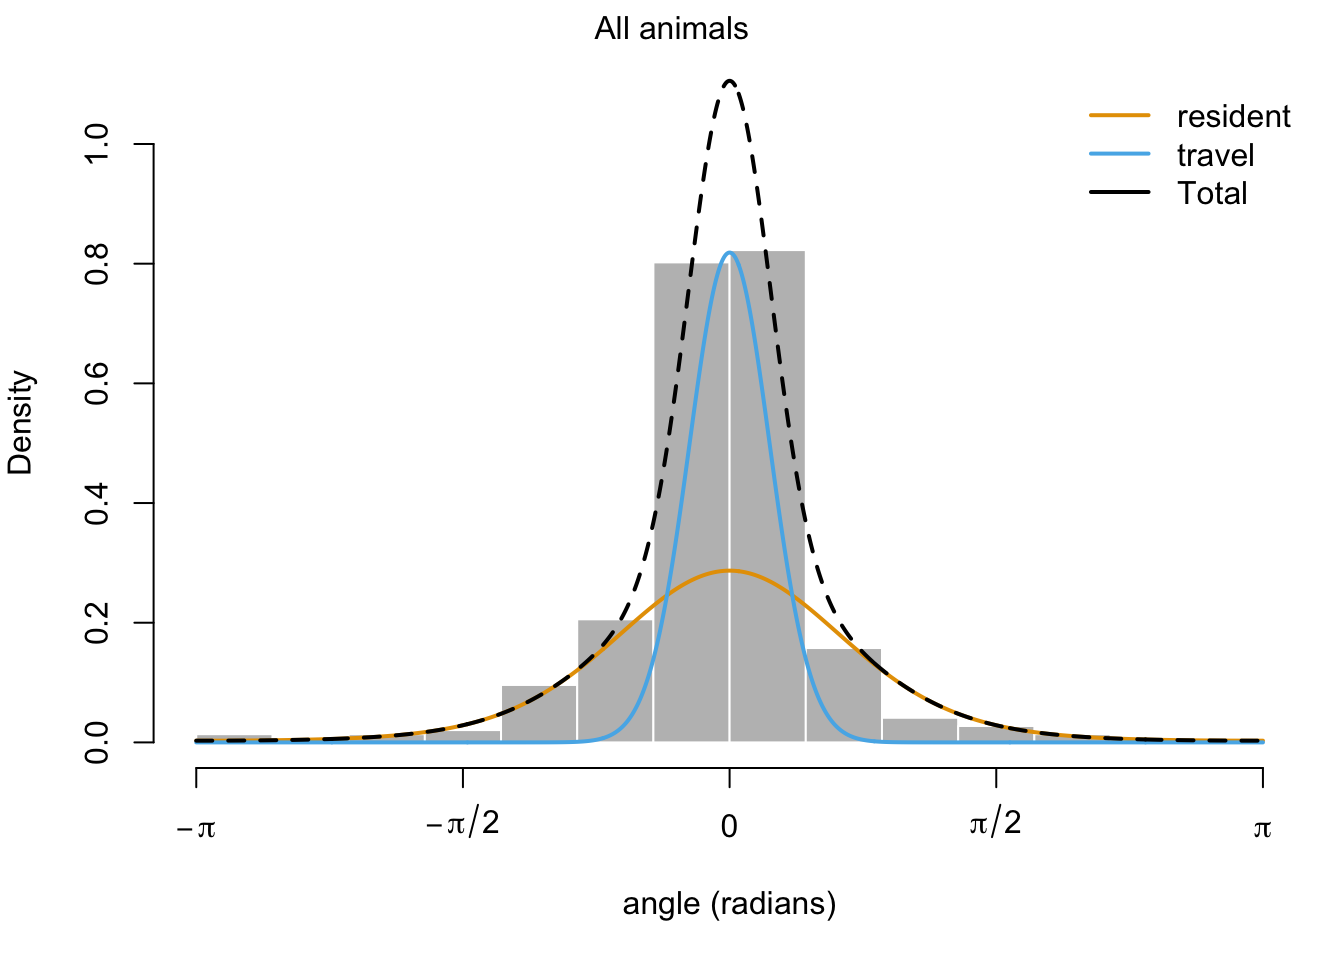 All animals
resident
travel
Total
Density
1.0
0.8
0.6
0.4
0.2
0.0
−π
−π/2
0
π/2
π
angle (radians)